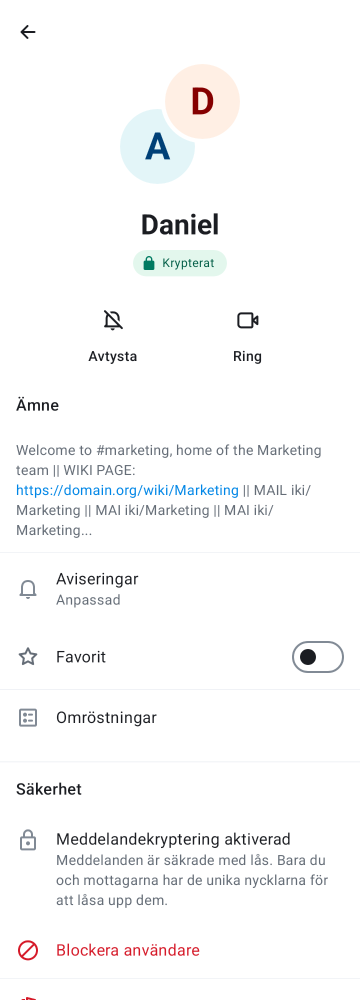 D
A
Daniel
Krypterat
Avtysta
Ring
Ämne
Welcome to #marketing, home of the Marketing
team || WIKI PAGE:
https://domain.org/wiki/Marketing || MAIL iki/
Marketing || MAI iki/Marketing || MAI iki/
Marketing...
Aviseringar
Anpassad
Favorit
Omröstningar
Säkerhet
Meddelandekryptering aktiverad
Meddelanden är säkrade med lås. Bara du
och mottagarna har de unika nycklarna för
att låsa upp dem.
Blockera användare